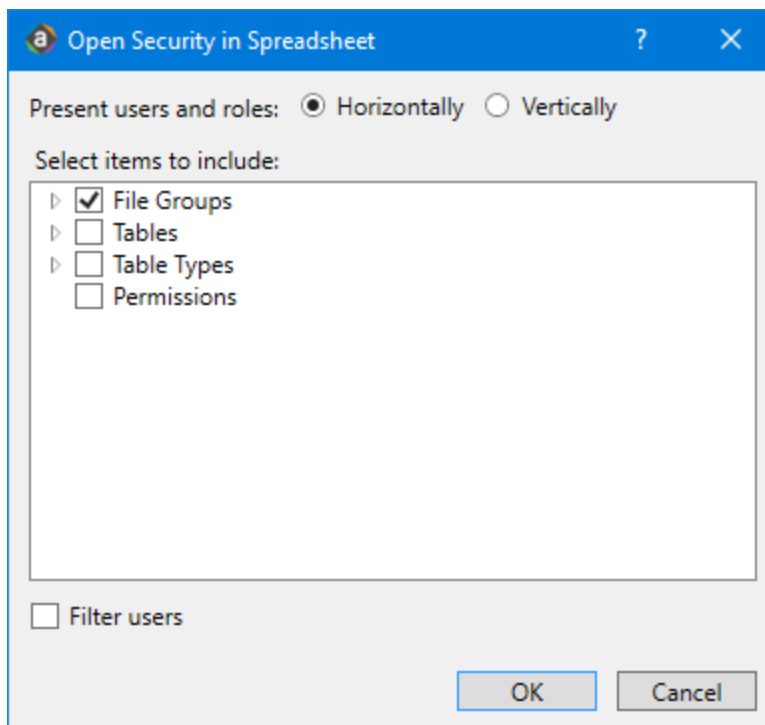 Open Security in Spreadsheet ?
Present users and roles: Horizontally Vertically
Select items to include:
File Groups
Tables
Table Types
Permissions
Filter users
OK Cancel